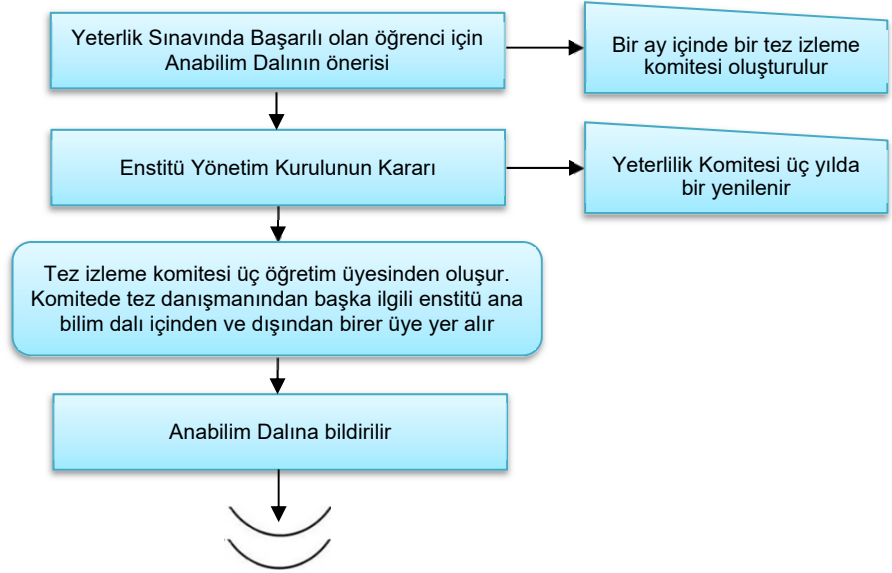 Yeterlik Sınavında Başarılı olan öğrenci için
Anabilim Dalının önerisi
Bir ay içinde bir tez izleme
komitesi oluşturulur
Enstitü Yönetim Kurulunun Kararı
Yeterlilik Komitesi üç yılda
bir yenilenir
Tez izleme komitesi üç öğretim üyesinden oluşur.
Komitede tez danışmanından başka ilgili enstitü ana
bilim dalı içinden ve dışından birer üye yer alır
Anabilim Dalına bildirilir